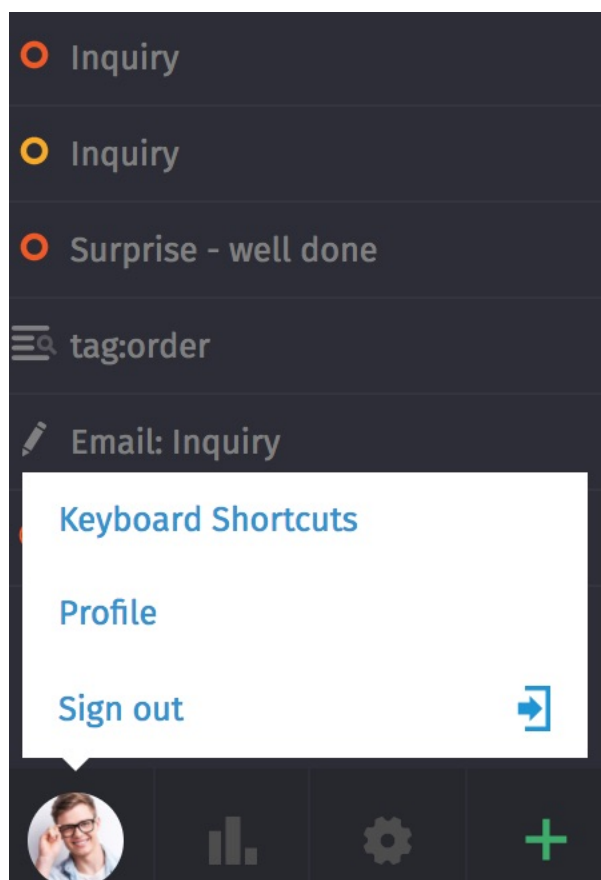 Inquiry
Inquiry
Surprise - well done
tag:order
Email: Inquiry
Keyboard Shortcuts
Profile
Sign out